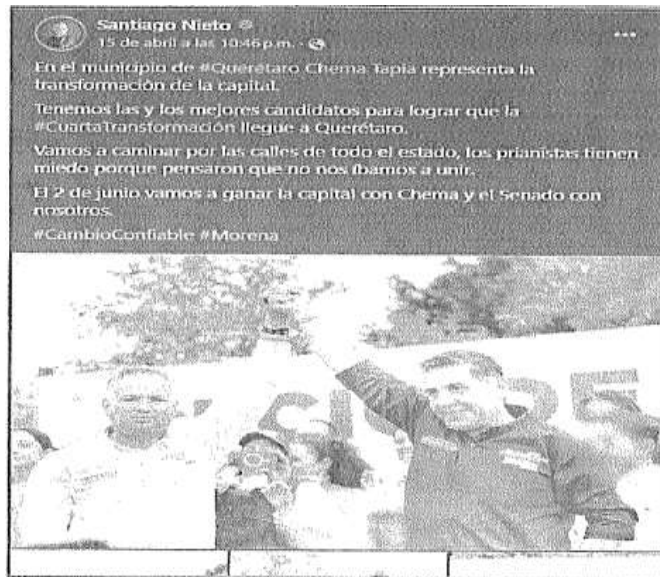 Santiago Nieto
15 de abril a las 10:46 p.m. ·
En el municipio de #Querétaro Chema Tapia representa la
transformación de la capital.
Tenemos las y los mejores candidatos para lograr que la
#CuartaTransformación llegue a Querétaro.
Vamos a caminar por las calles de todo el estado, los prianistas tienen
miedo porque pensaron que no nos íbamos a unir.
El 2 de junio vamos a ganar la capital con Chema y el Senado con
nosotros.
#CambioConfiable #Morena